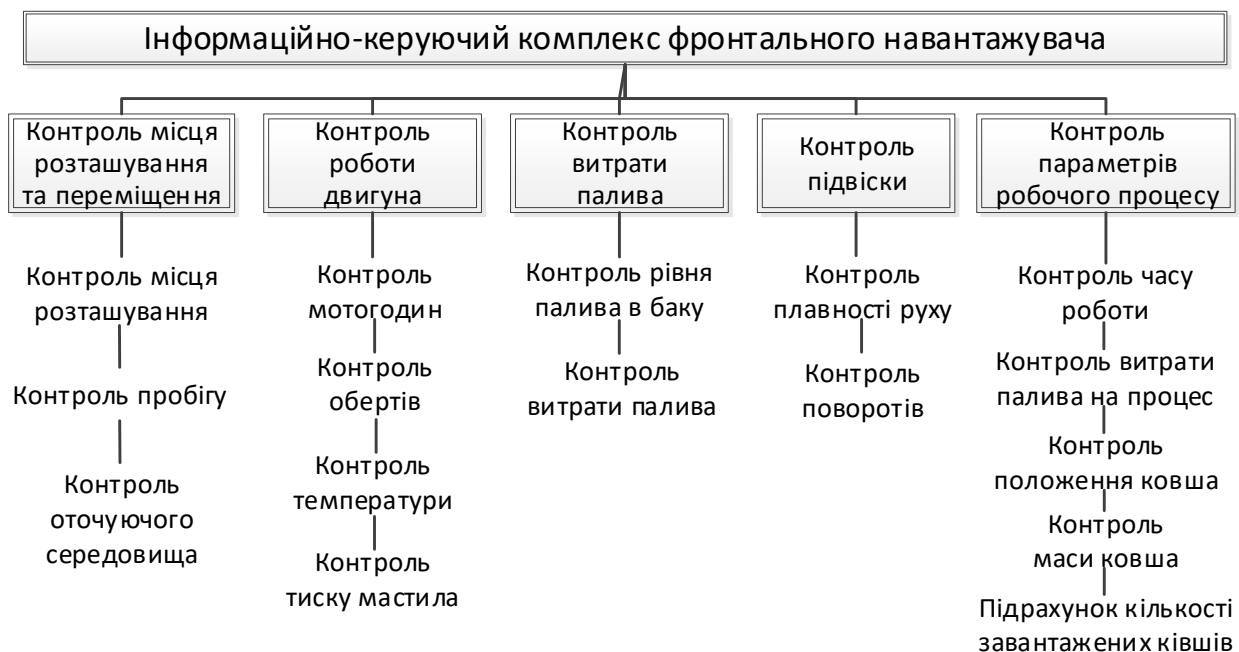 Інформаційно-керуючий комплекс фронтального навантажувача
Контроль місця
розташування
та переміщення
Контроль місця
розташування
Контроль пробігу
Контроль
оточуючого
середовища
Контроль
роботи
двигуна
Контроль
мотогодин
Контроль
обертів
Контроль
температури
Контроль
тиску мастила
Контроль
витрати
палива
Контроль рівня
палива в баку
Контроль
витрати палива
Контроль
підвіски
Контроль
плавності руху
Контроль
поворотів
Контроль
параметрів
робочого процесу
Контроль часу
роботи
Контроль витрати
палива на процес
Контроль
положення ковша
Контроль
маси ковша
Підрахунок кількості
завантажених ківшів